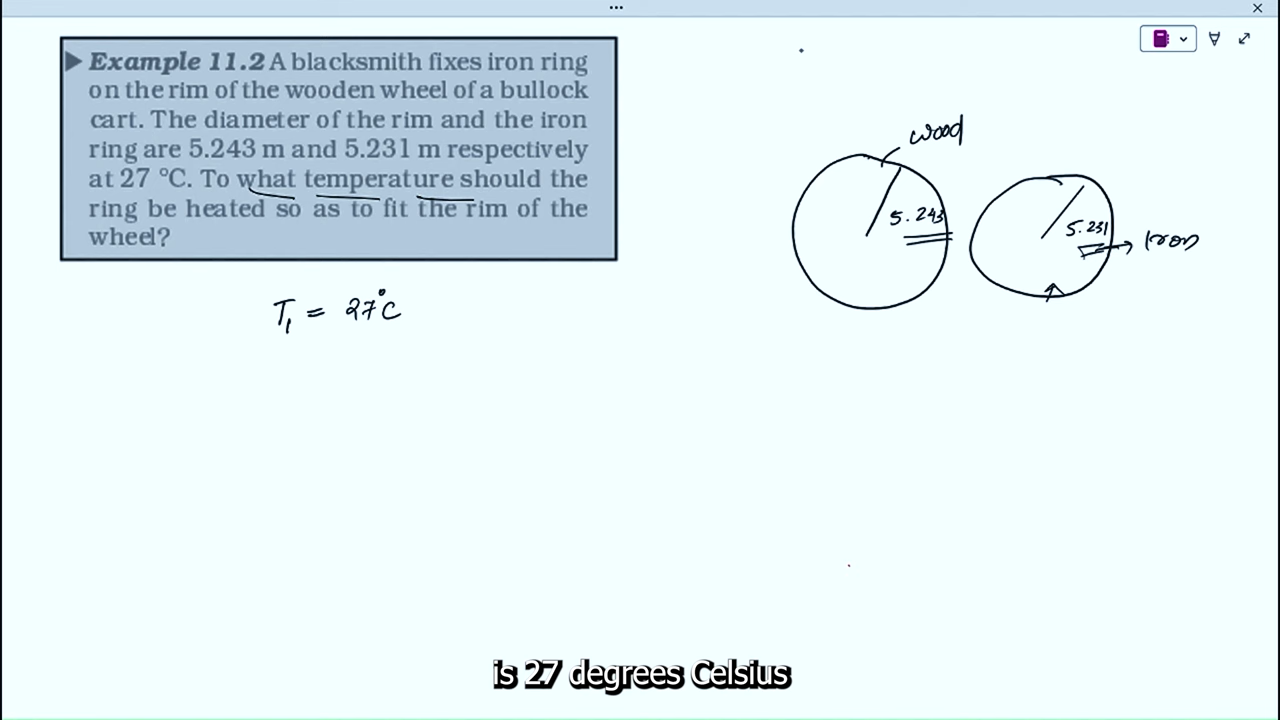 ▶ Example 11.2 A blacksmith fixes iron ring
on the rim of the wooden wheel of a bullock
cart. The diameter of the rim and the iron
ring are 5.243 m and 5.231 m respectively
at 27 °C. To what temperature should the
ring be heated so as to fit the rim of the
wheel?
wood
5.243
5.231
Iron
T₁ = 27°C
is 27 degrees Celsius